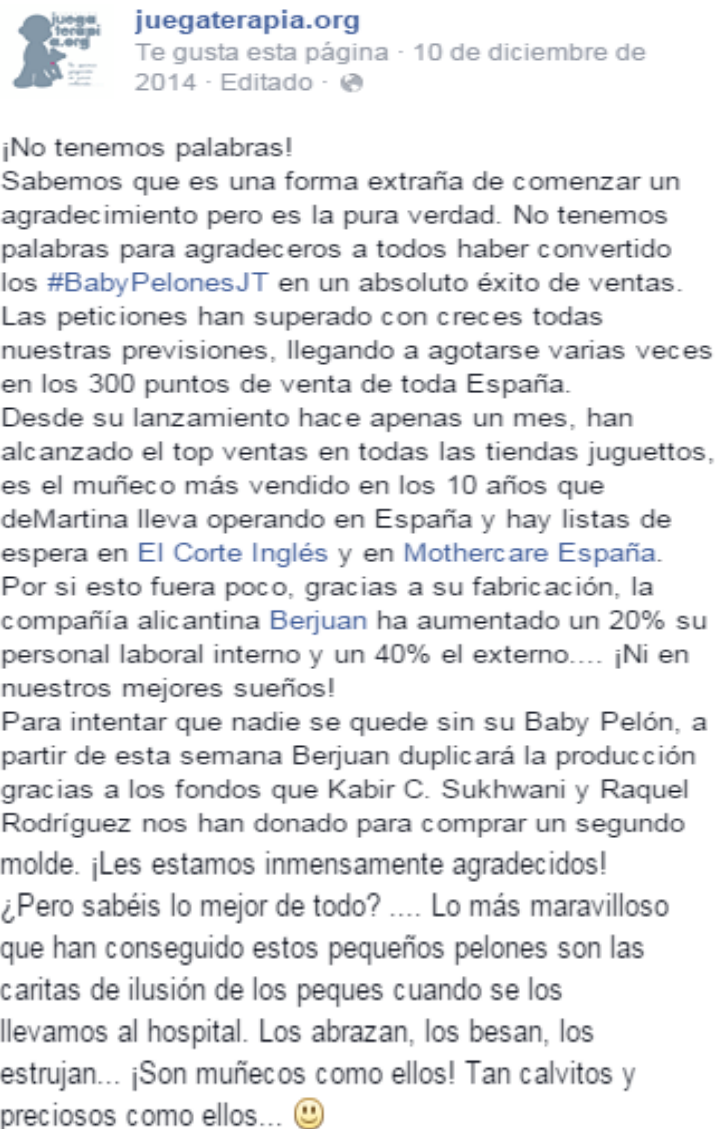 juega
terapi
a.org
juegaterapia.org
Te gusta esta página · 10 de diciembre de
2014 · Editado ·
¡No tenemos palabras!
Sabemos que es una forma extraña de comenzar un
agradecimiento pero es la pura verdad. No tenemos
palabras para agradeceros a todos haber convertido
los #BabyPelonesJT en un absoluto éxito de ventas.
Las peticiones han superado con creces todas
nuestras previsiones, llegando a agotarse varias veces
en los 300 puntos de venta de toda España.
Desde su lanzamiento hace apenas un mes, han
alcanzado el top ventas en todas las tiendas juguettos,
es el muñeco más vendido en los 10 años que
deMartina lleva operando en España y hay listas de
espera en El Corte Inglés y en Mothercare España.
Por si esto fuera poco, gracias a su fabricación, la
compañía alicantina Berjuan ha aumentado un 20% su
personal laboral interno y un 40% el externo.... ¡Ni en
nuestros mejores sueños!
Para intentar que nadie se quede sin su Baby Pelón, a
partir de esta semana Berjuan duplicará la producción
gracias a los fondos que Kabir C. Sukhwani y Raquel
Rodríguez nos han donado para comprar un segundo
molde. ¡Les estamos inmensamente agradecidos!
¿Pero sabéis lo mejor de todo? .... Lo más maravilloso
que han conseguido estos pequeños pelones son las
caritas de ilusión de los peques cuando se los
llevamos al hospital. Los abrazan, los besan, los
estrujan... ¡Son muñecos como ellos! Tan calvitos y
preciosos como ellos...